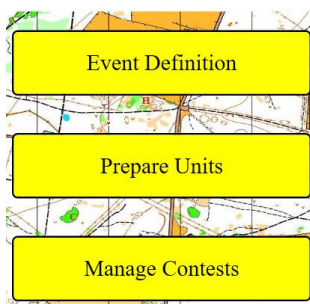 Event Definition
H
Prepare Units
Manage Contests